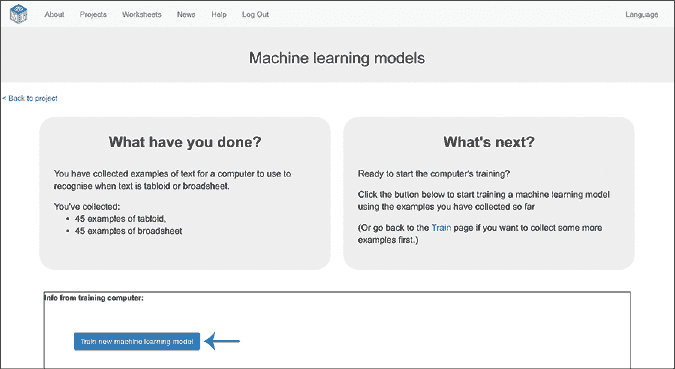 About Projects Worksheets News Help Log Out Language
Machine learning models
< Back to project
What have you done?
You have collected examples of text for a computer to use to
recognise when text is tabloid or broadsheet.
You've collected:
• 45 examples of tabloid,
• 45 examples of broadsheet
What's next?
Ready to start the computer's training?
Click the button below to start training a machine learning model
using the examples you have collected so far
(Or go back to the Train page if you want to collect some more
examples first.)
Info from training computer:
Train new machine learning model